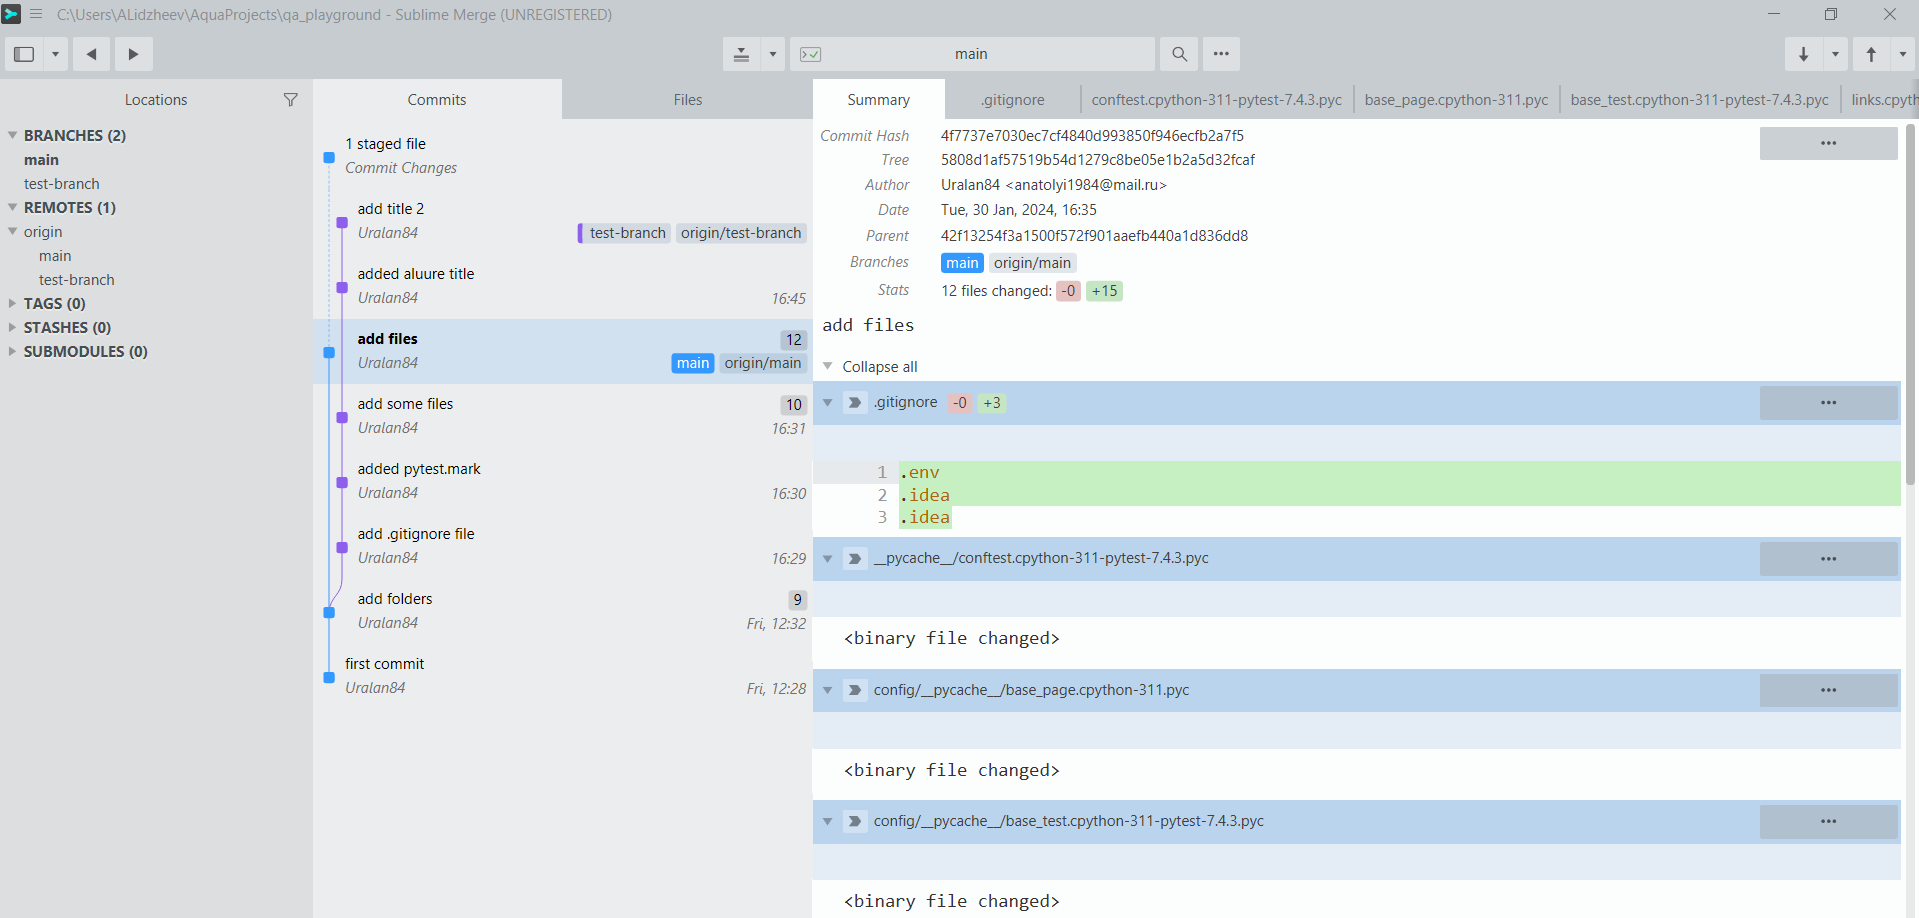 C:\Users\ALidzheev\AquaProjects\qa_playground - Sublime Merge (UNREGISTERED)
main
Locations
BRANCHES (2)
main
test-branch
REMOTES (1)
origin
main
test-branch
TAGS (0)
STASHES (0)
SUBMODULES (0)
Commits
Files
1 staged file
Commit Changes
add title 2
Uralan84 test-branch origin/test-branch
added aluure title
Uralan84 16:45
add files 12
Uralan84 main origin/main
add some files 10
Uralan84 16:31
added pytest.mark
Uralan84 16:30
add .gitignore file
Uralan84 16:29
add folders 9
Uralan84 Fri, 12:32
first commit
Uralan84 Fri, 12:28
Summary .gitignore conftest.cpython-311-pytest-7.4.3.pyc base_page.cpython-311.pyc base_test.cpython-311-pytest-7.4.3.pyc links.cpyth
Commit Hash 4f7737e7030ec7cf4840d993850f946ecfb2a7f5
Tree 5808d1af57519b54d1279c8be05e1b2a5d32fcaf
Author Uralan84 <anatolyi1984@mail.ru>
Date Tue, 30 Jan, 2024, 16:35
Parent 42f13254f3a1500f572f901aaefb440a1d836dd8
Branches main origin/main
Stats 12 files changed: -0 +15
add files
Collapse all
.gitignore -0 +3
1 .env
2 .idea
3 .idea
__pycache__/conftest.cpython-311-pytest-7.4.3.pyc
<binary file changed>
config/__pycache__/base_page.cpython-311.pyc
<binary file changed>
config/__pycache__/base_test.cpython-311-pytest-7.4.3.pyc
<binary file changed>